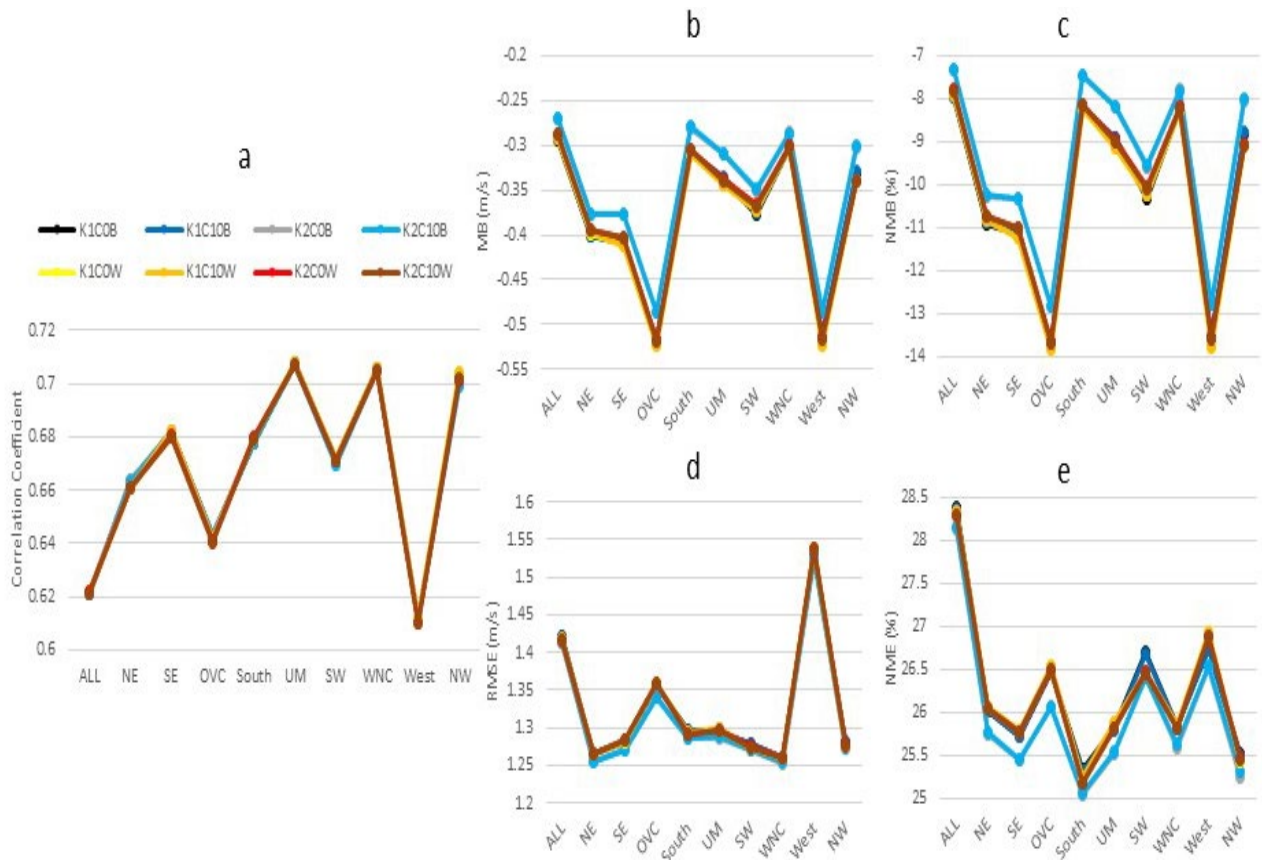 a
K1C0B K1C10B K2C0B K2C10B
K1C0W K1C10W K2C0W K2C10W
Correlation Coefficient
0.72
0.7
0.68
0.66
0.64
0.62
0.6
ALL NE SE OVC South UM SW WNC West NW
b
MB (m/s)
-0.2
-0.25
-0.3
-0.35
-0.4
-0.45
-0.5
-0.55
ALL NE SE OVC South UM SW WNC West NW
c
NMB (%)
-7
-8
-9
-10
-11
-12
-13
-14
ALL NE SE OVC South UM SW WNC West NW
d
RMSE (m/s)
1.6
1.55
1.5
1.45
1.4
1.35
1.3
1.25
1.2
ALL NE SE OVC South UM SW WNC West NW
e
NME (%)
28.5
28
27.5
27
26.5
26
25.5
25
ALL NE SE OVC South UM SW WNC West NW